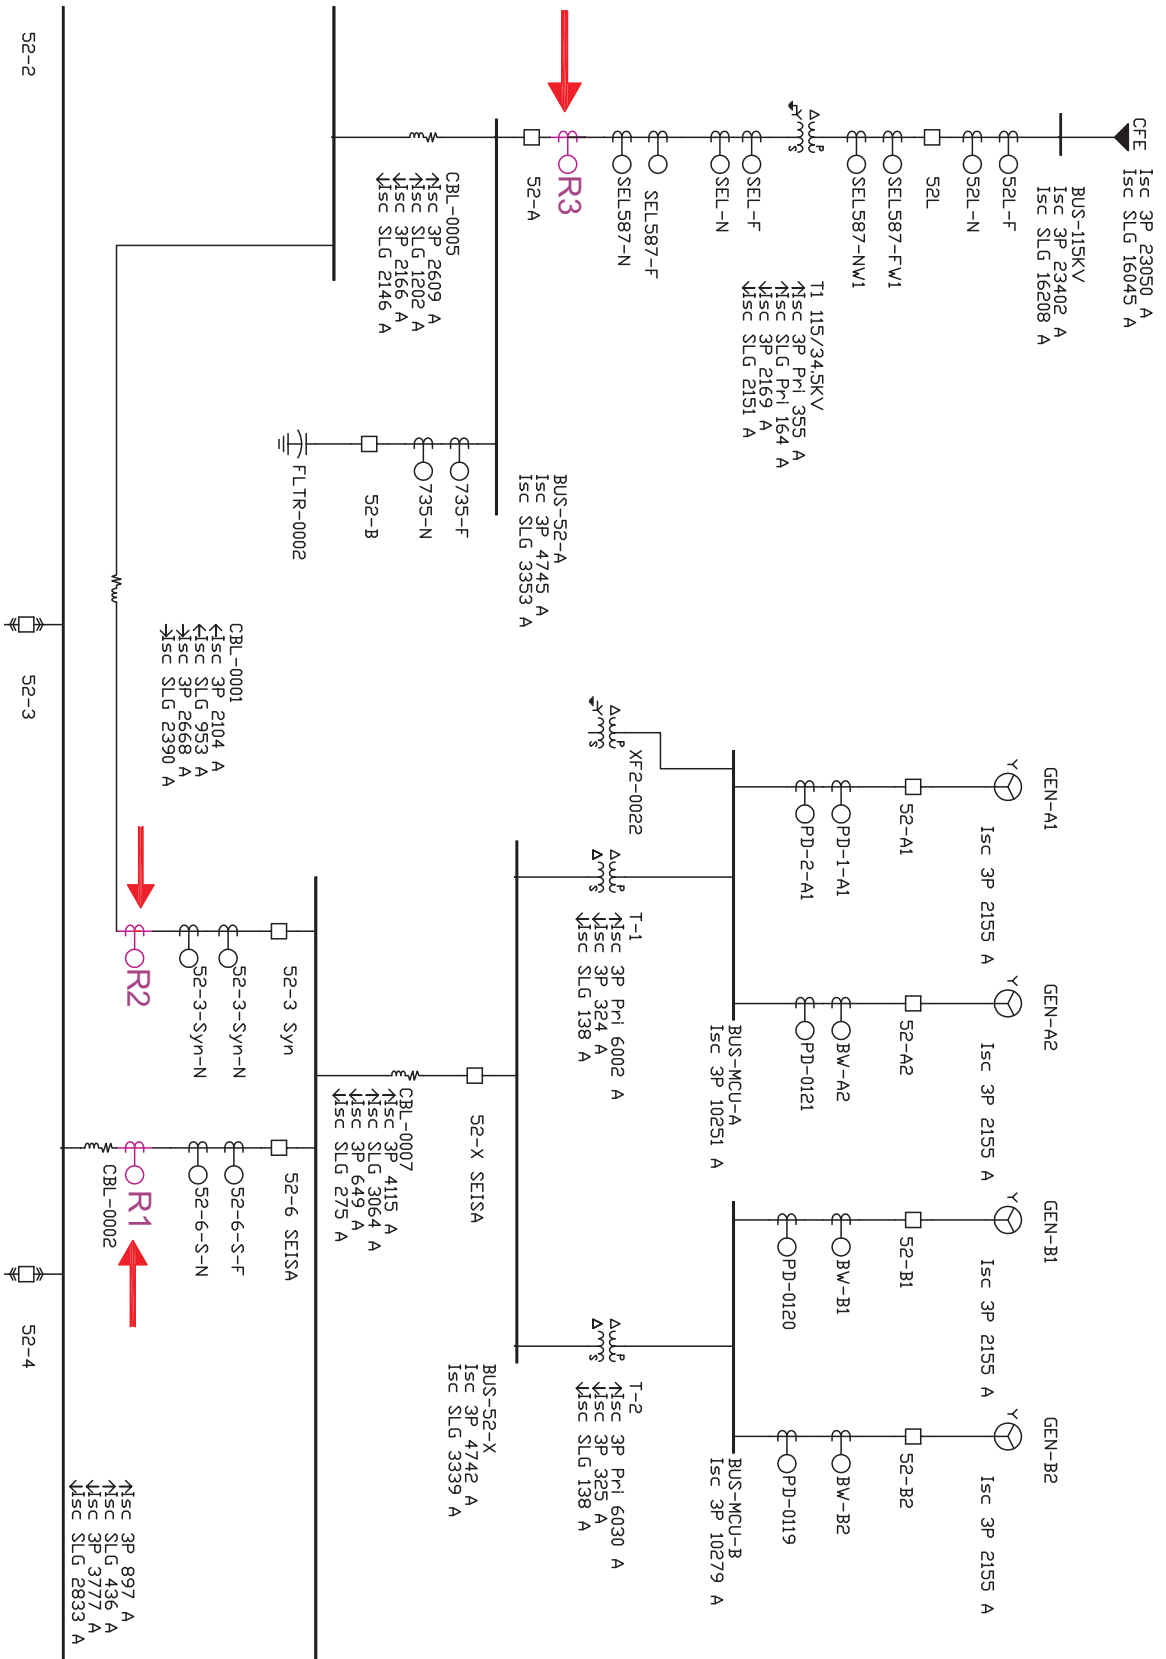 CFE
Isc 3P 23050 A
Isc SLG 16045 A
BUS-115KV
Isc 3P 23402 A
Isc SLG 16208 A
52L-F
52L-N
52L
SEL587-FW1
SEL587-NW1
P
S
T1 115/34.5KV
Isc 3P Pri 355 A
Isc SLG Pri 164 A
Isc 3P 2169 A
Isc SLG 2151 A
SEL-F
SEL-N
SEL587-F
SEL587-N
R3
52-A
BUS-52-A
Isc 3P 4745 A
Isc SLG 3353 A
CBL-0005
Isc 3P 2609 A
Isc SLG 1202 A
Isc 3P 2166 A
Isc SLG 2146 A
735-F
735-N
52-B
FLTR-0002
CBL-0001
Isc 3P 2104 A
Isc SLG 953 A
Isc 3P 2668 A
Isc SLG 2390 A
GEN-A1
Y
Isc 3P 2155 A
52-A1
PD-1-A1
PD-2-A1
GEN-A2
Y
Isc 3P 2155 A
52-A2
BW-A2
PD-0121
GEN-B1
Y
Isc 3P 2155 A
52-B1
BW-B1
PD-0120
GEN-B2
Y
Isc 3P 2155 A
52-B2
BW-B2
PD-0119
BUS-MCU-A
Isc 3P 10251 A
BUS-MCU-B
Isc 3P 10279 A
P
S
XF2-0022
P
S
T-1
Isc 3P Pri 6002 A
Isc 3P 324 A
Isc SLG 138 A
P
S
T-2
Isc 3P Pri 6030 A
Isc 3P 325 A
Isc SLG 138 A
BUS-52-X
Isc 3P 4742 A
Isc SLG 3339 A
52-X SEISA
CBL-0007
Isc 3P 4115 A
Isc SLG 3064 A
Isc 3P 649 A
Isc SLG 275 A
52-3 Syn
52-3-Syn-N
52-3-Syn-N
R2
52-6 SEISA
52-6-S-F
52-6-S-N
R1
CBL-0002
Isc 3P 897 A
Isc SLG 436 A
Isc 3P 3777 A
Isc SLG 2833 A
52-2
52-3
52-4